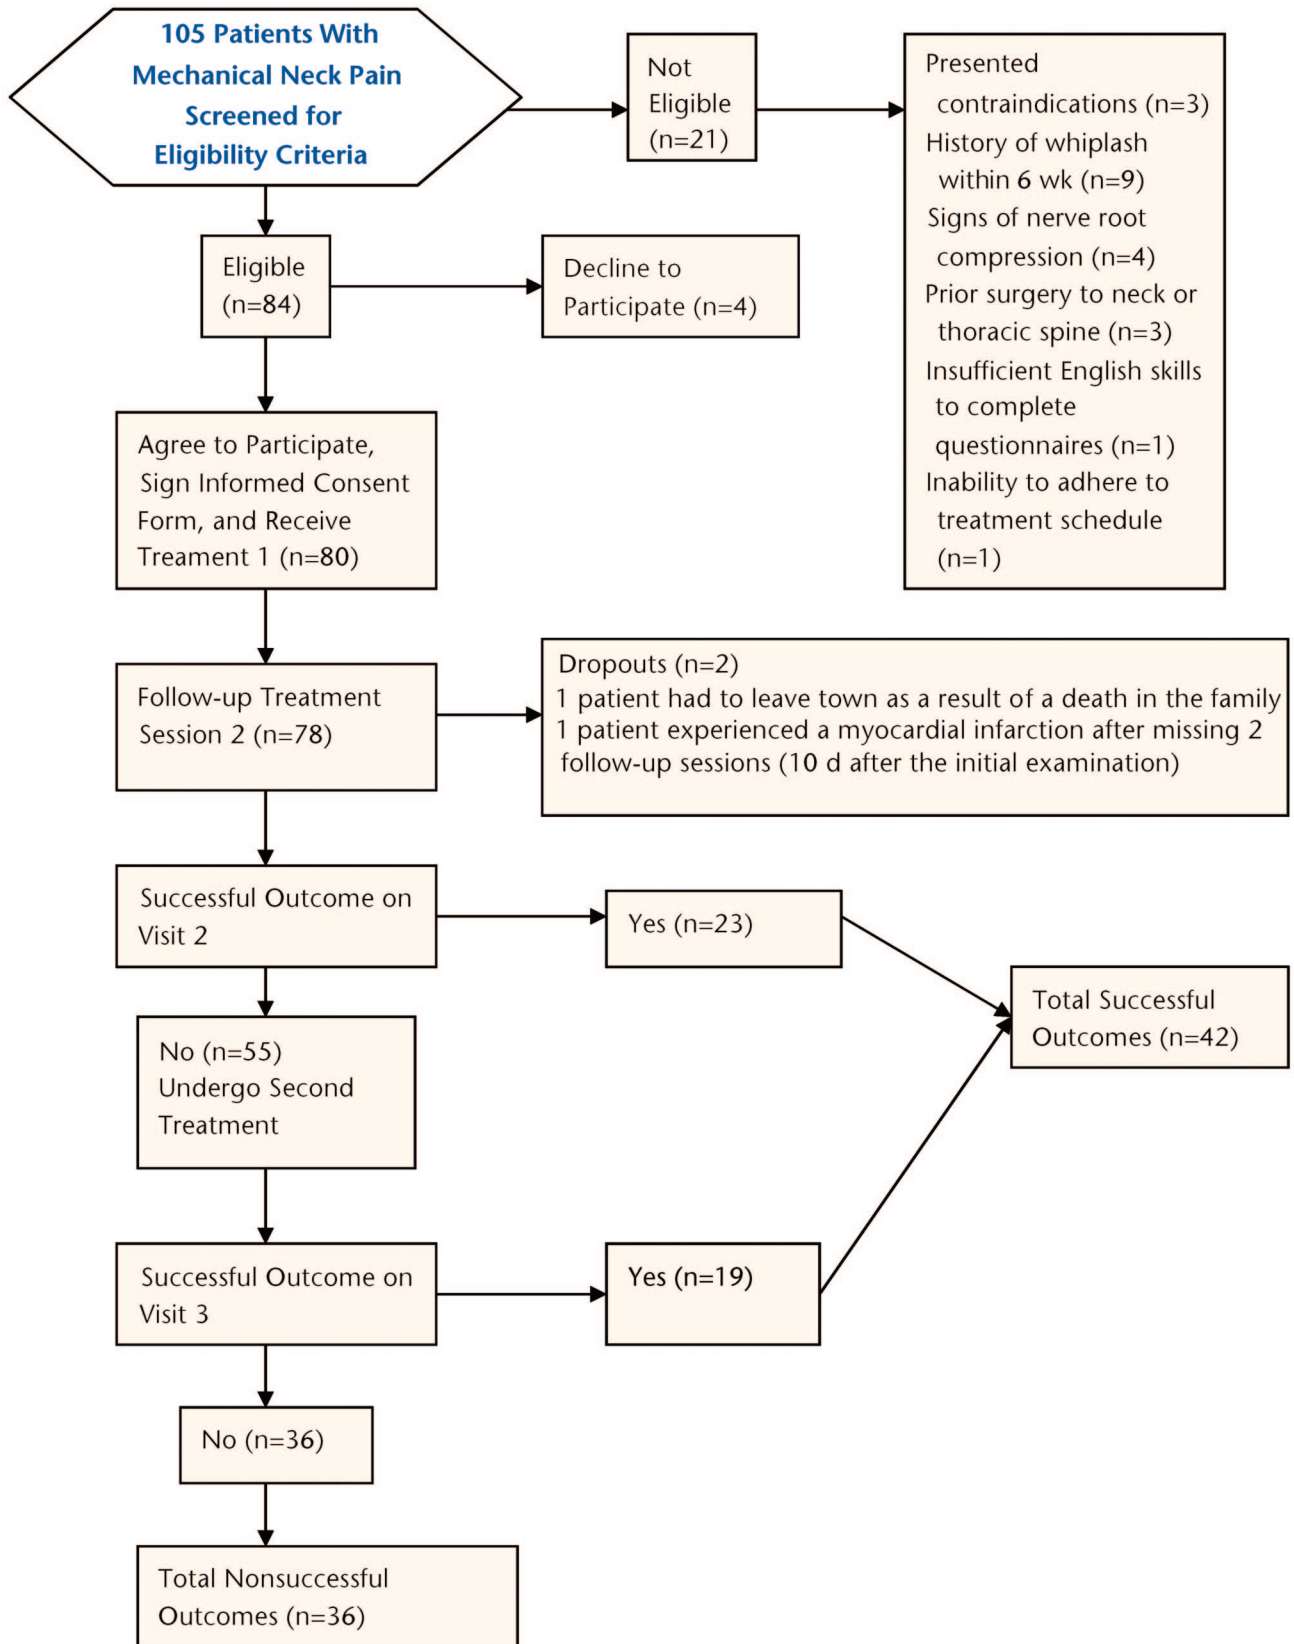 105 Patients With
Mechanical Neck Pain
Screened for
Eligibility Criteria
Not
Eligible
(n=21)
Presented
contraindications (n=3)
History of whiplash
within 6 wk (n=9)
Signs of nerve root
compression (n=4)
Prior surgery to neck or
thoracic spine (n=3)
Insufficient English skills
to complete
questionnaires (n=1)
Inability to adhere to
treatment schedule
(n=1)
Eligible
(n=84)
Decline to
Participate (n=4)
Agree to Participate,
Sign Informed Consent
Form, and Receive
Treament 1 (n=80)
Follow-up Treatment
Session 2 (n=78)
Dropouts (n=2)
1 patient had to leave town as a result of a death in the family
1 patient experienced a myocardial infarction after missing 2
follow-up sessions (10 d after the initial examination)
Successful Outcome on
Visit 2
Yes (n=23)
Total Successful
Outcomes (n=42)
No (n=55)
Undergo Second
Treatment
Successful Outcome on
Visit 3
Yes (n=19)
No (n=36)
Total Nonsuccessful
Outcomes (n=36)